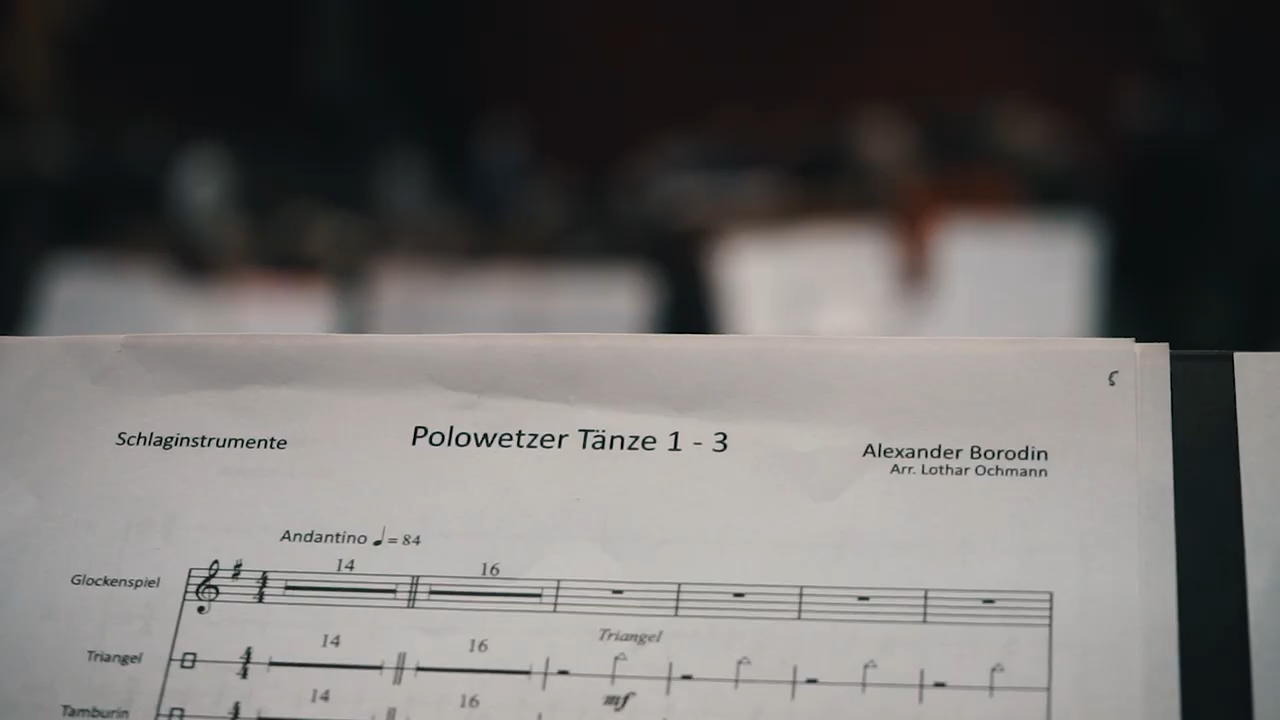 Schlaginstrumente
Polowetzer Tänze 1 - 3
Alexander Borodin
Arr. Lothar Ochmann
Andantino ♩= 84
14
16
Glockenspiel
Triangel
14
16
Triangel
mf
14
16
Tamburin